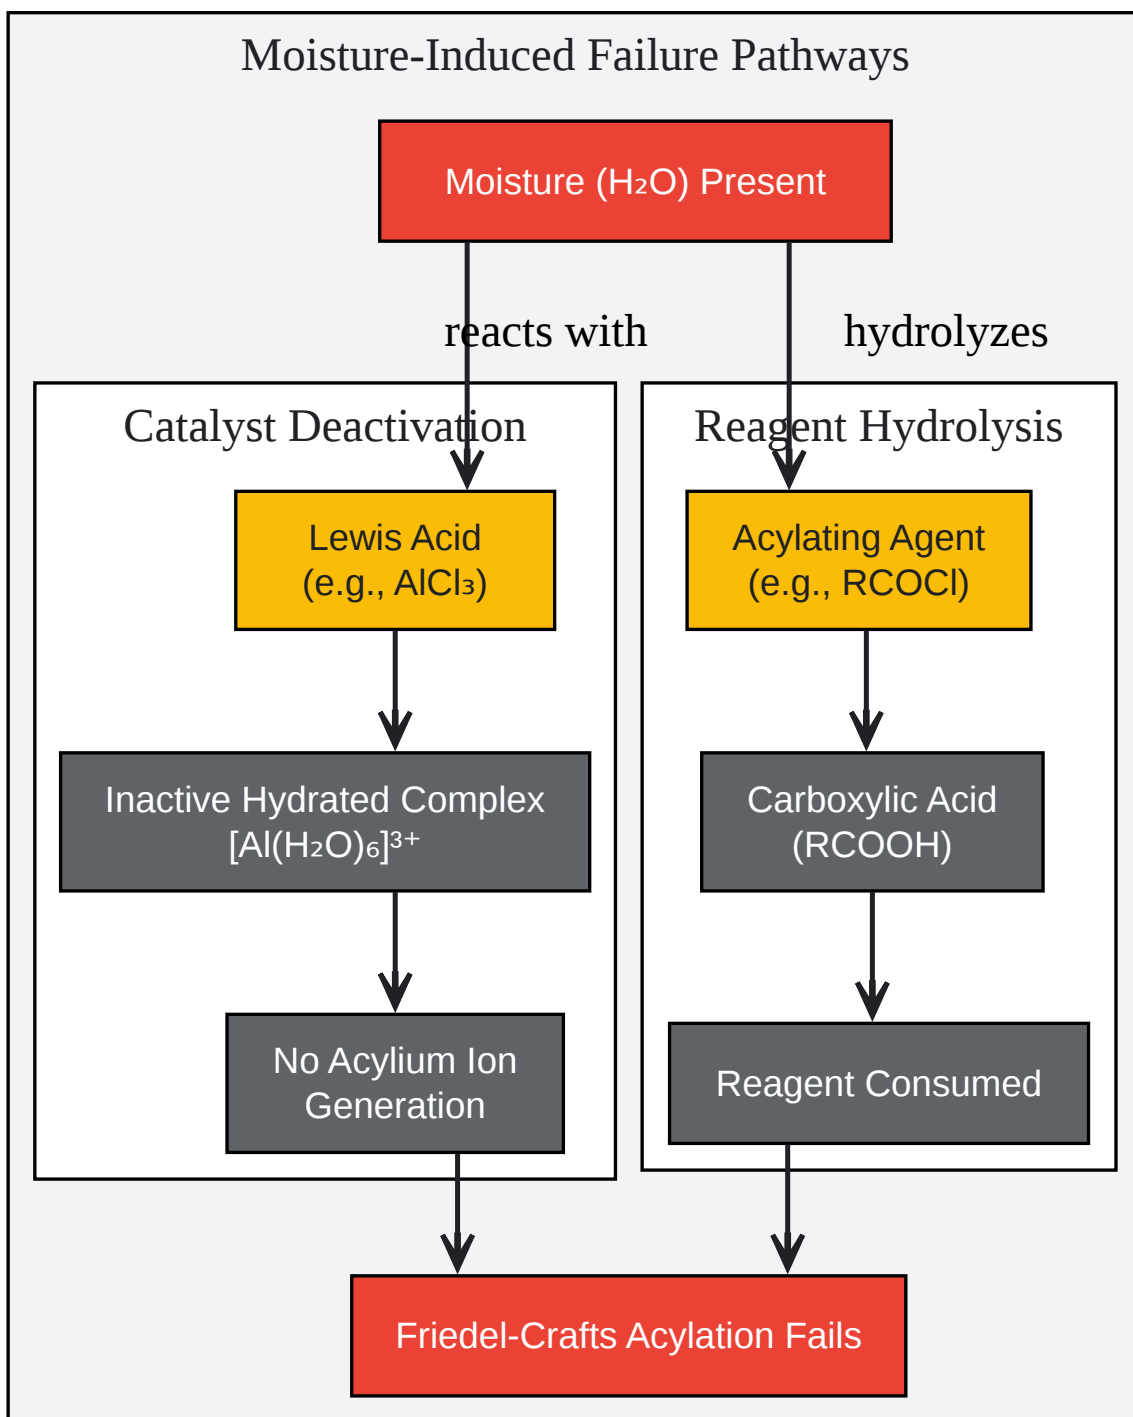 Moisture-Induced Failure Pathways
Moisture (H₂O) Present
reacts with
hydrolyzes
Catalyst Deactivation
Reagent Hydrolysis
Lewis Acid
(e.g., AlCl₃)
Acylating Agent
(e.g., RCOCl)
Inactive Hydrated Complex
[Al(H₂O)₆]³⁺
Carboxylic Acid
(RCOOH)
No Acylium Ion
Generation
Reagent Consumed
Friedel-Crafts Acylation Fails